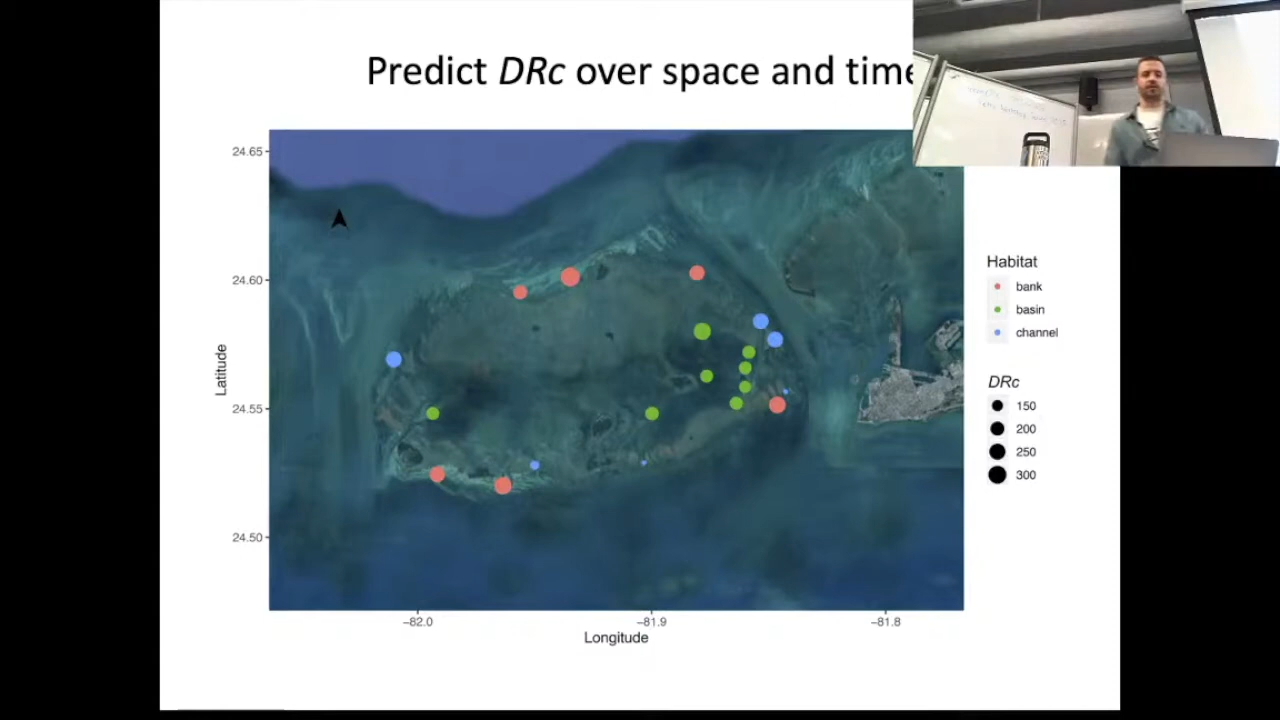 Predict DRc over space and time
24.65
24.60
24.55
24.50
Latitude
−82.0
−81.9
−81.8
Longitude
Habitat
bank
basin
channel
DRc
150
200
250
300